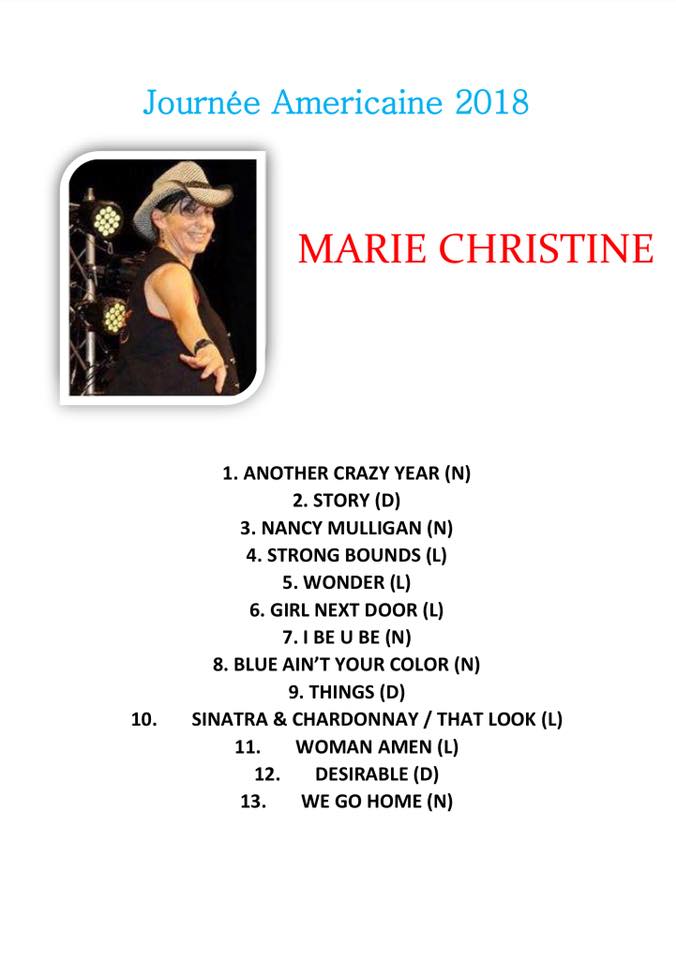 Journée Americaine 2018
MARIE CHRISTINE
1. ANOTHER CRAZY YEAR (N)
2. STORY (D)
3. NANCY MULLIGAN (N)
4. STRONG BOUNDS (L)
5. WONDER (L)
6. GIRL NEXT DOOR (L)
7. I BE U BE (N)
8. BLUE AIN’T YOUR COLOR (N)
9. THINGS (D)
10. SINATRA & CHARDONNAY / THAT LOOK (L)
11. WOMAN AMEN (L)
12. DESIRABLE (D)
13. WE GO HOME (N)